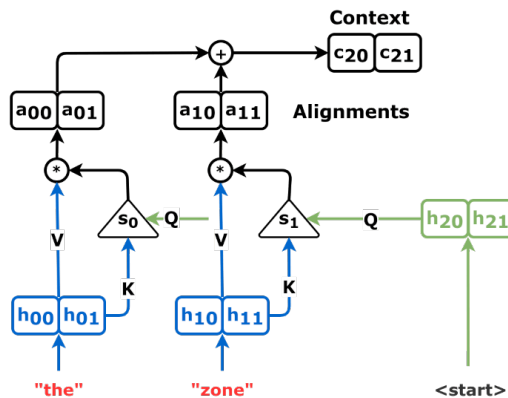 Context
+ c20 c21
a00 a01 a10 a11 Alignments
* *
s0 Q s1 Q h20 h21
V V
K K
h00 h01 h10 h11
"the" "zone" <start>